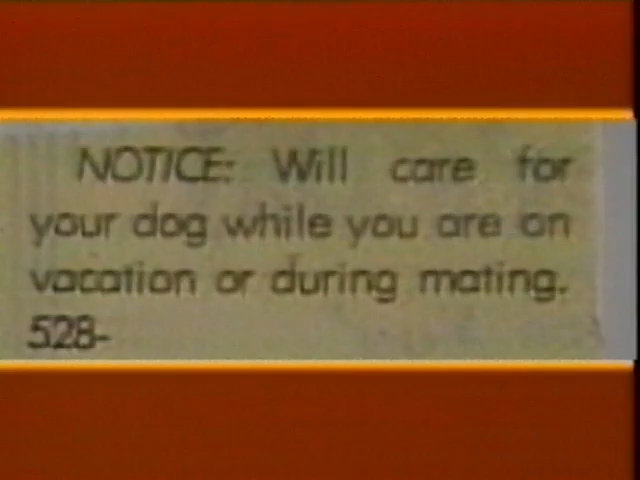 NOTICE: Will care for
your dog while you are on
vacation or during mating.
528-